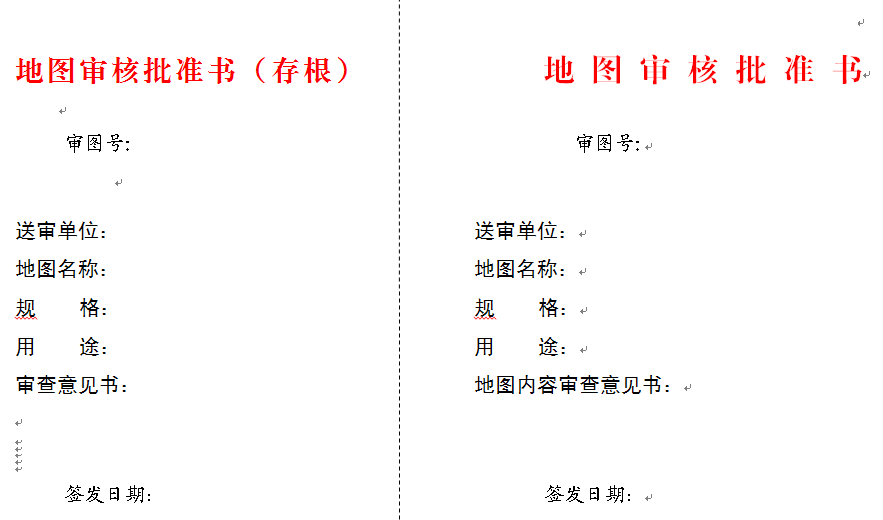 地图审核批准书（存根）
审图号:
送审单位：
地图名称：
规 格：
用 途：
审查意见书：
签发日期：
地图审核批准书
审图号:
送审单位：
地图名称：
规 格：
用 途：
地图内容审查意见书：
签发日期：